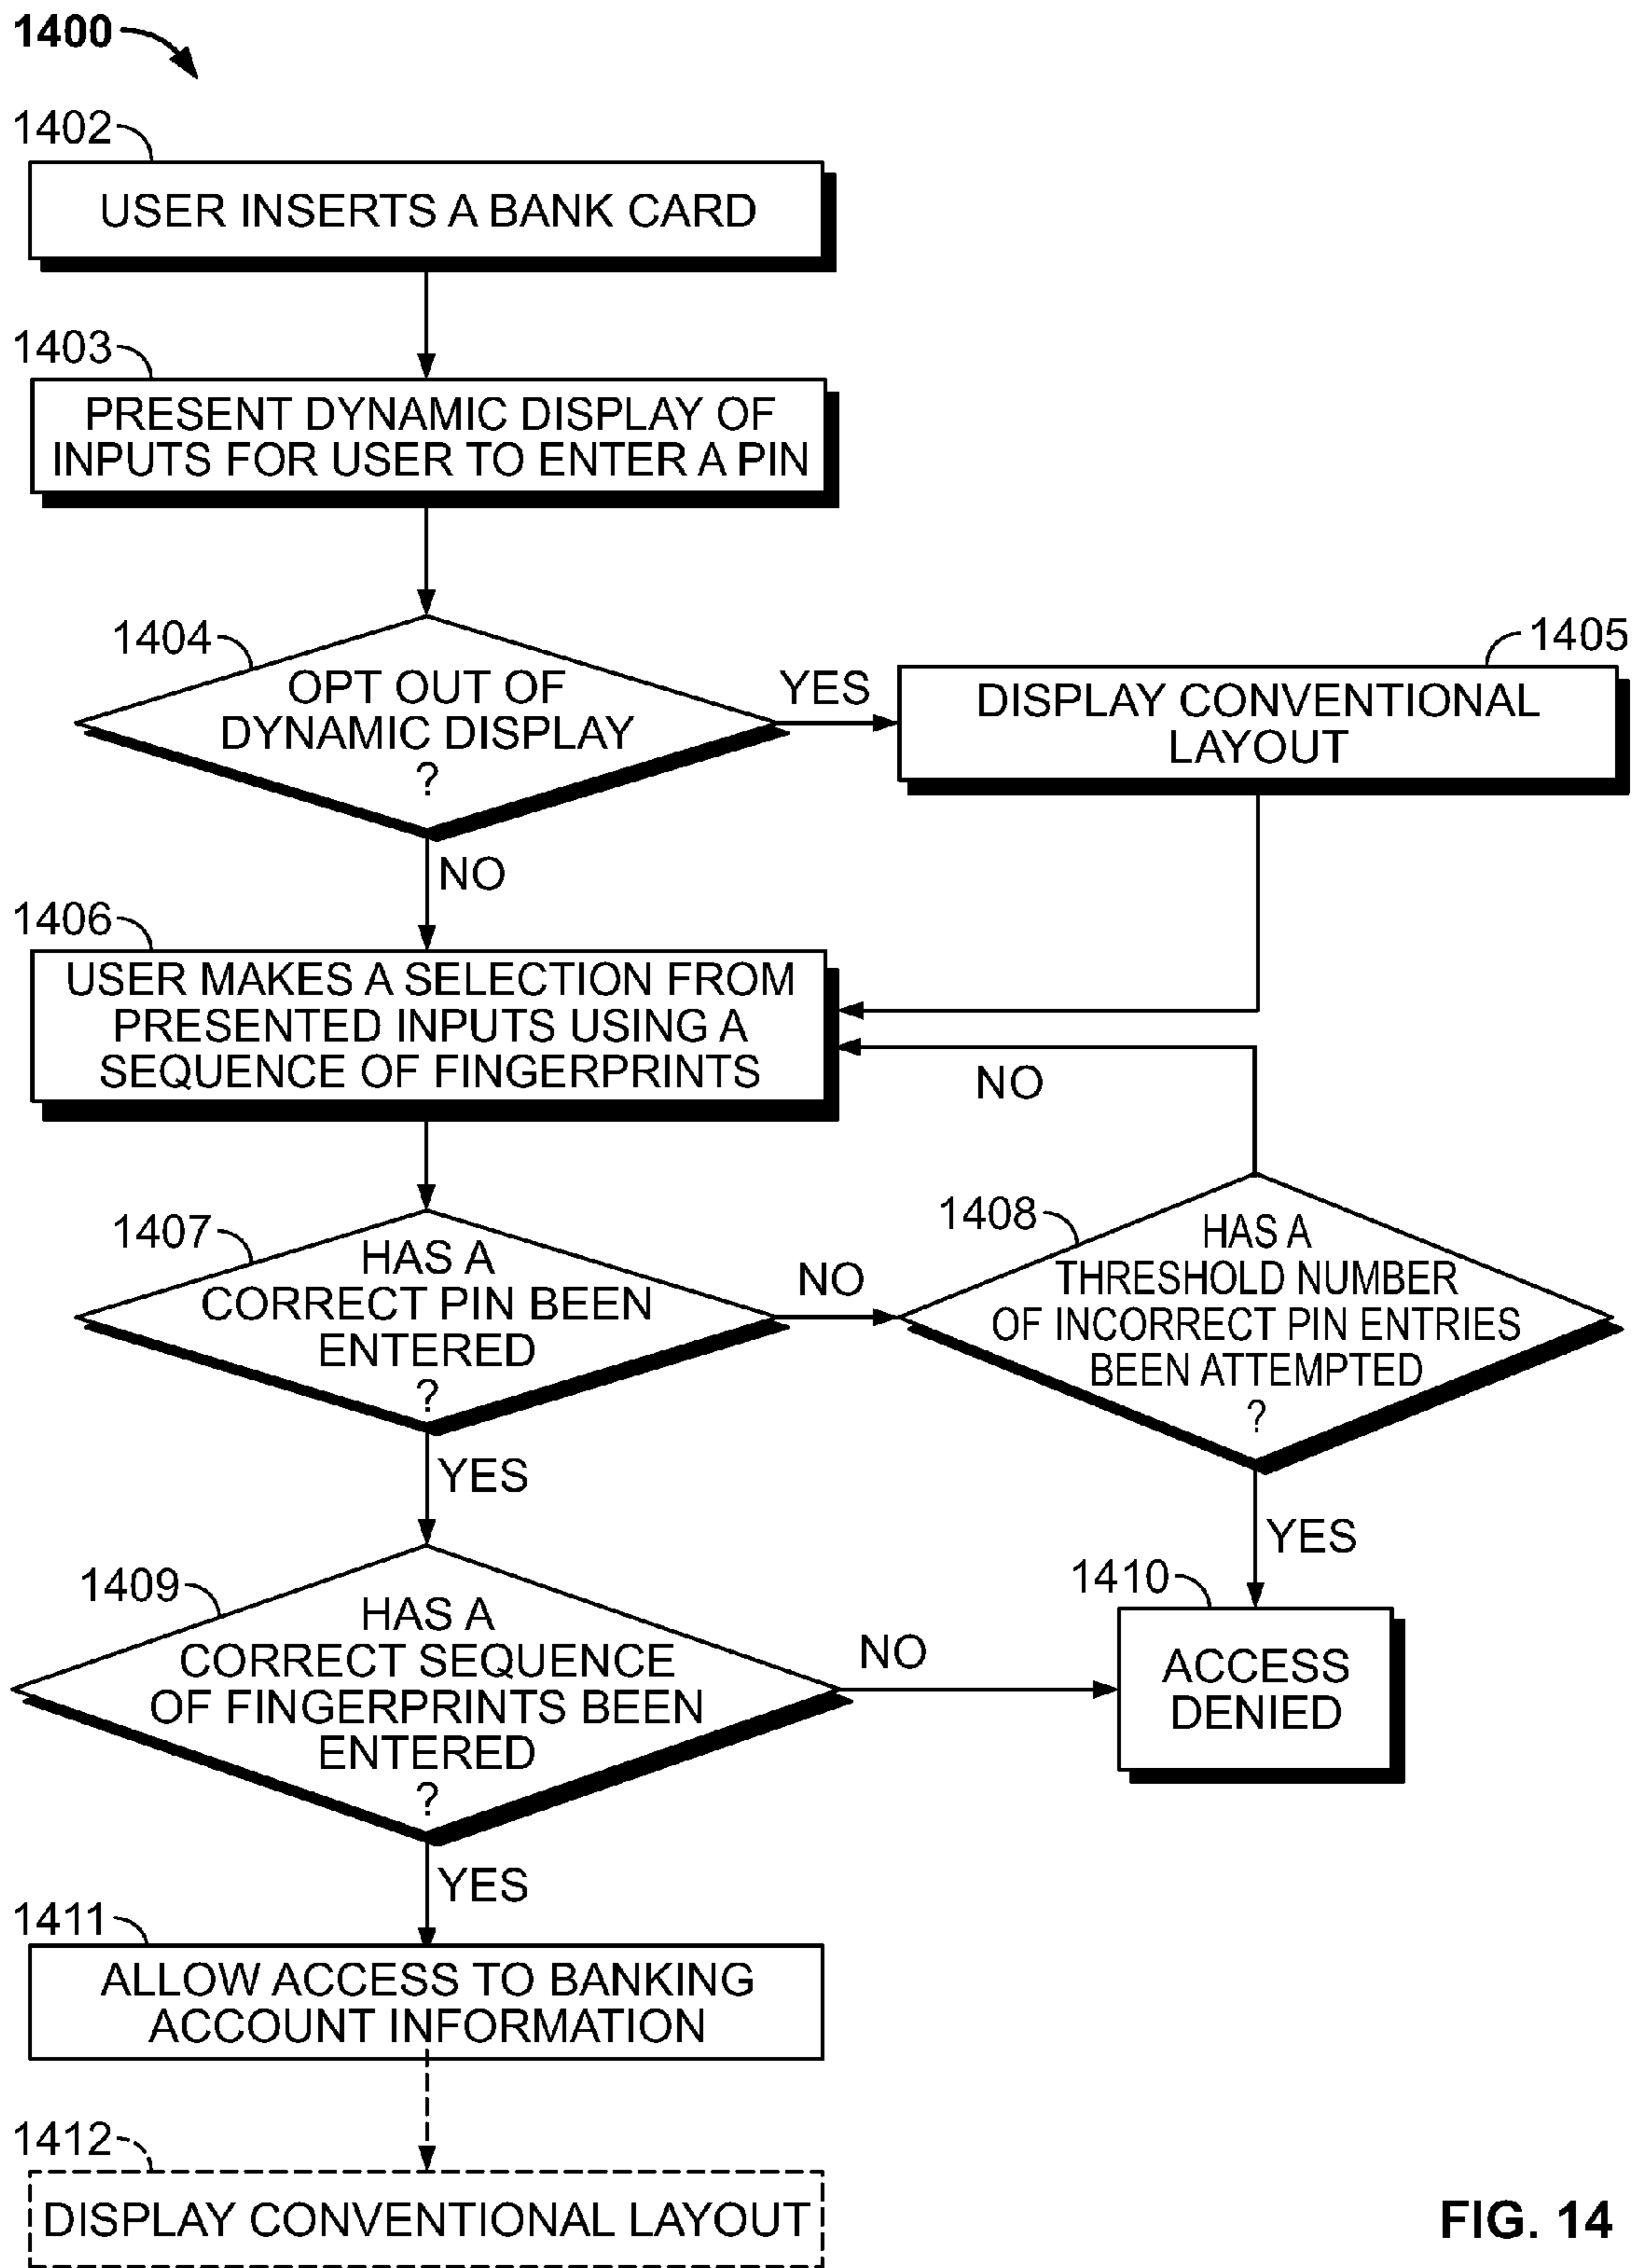 1400
1402
USER INSERTS A BANK CARD
1403
PRESENT DYNAMIC DISPLAY OF
INPUTS FOR USER TO ENTER A PIN
1404
OPT OUT OF
DYNAMIC DISPLAY
?
YES
1405
DISPLAY CONVENTIONAL
LAYOUT
NO
1406
USER MAKES A SELECTION FROM
PRESENTED INPUTS USING A
SEQUENCE OF FINGERPRINTS
NO
1407
HAS A
CORRECT PIN BEEN
ENTERED
?
NO
1408
HAS A
THRESHOLD NUMBER
OF INCORRECT PIN ENTRIES
BEEN ATTEMPTED
?
YES
YES
1409
HAS A
CORRECT SEQUENCE
OF FINGERPRINTS BEEN
ENTERED
?
NO
1410
ACCESS
DENIED
YES
1411
ALLOW ACCESS TO BANKING
ACCOUNT INFORMATION
1412
DISPLAY CONVENTIONAL LAYOUT
FIG. 14